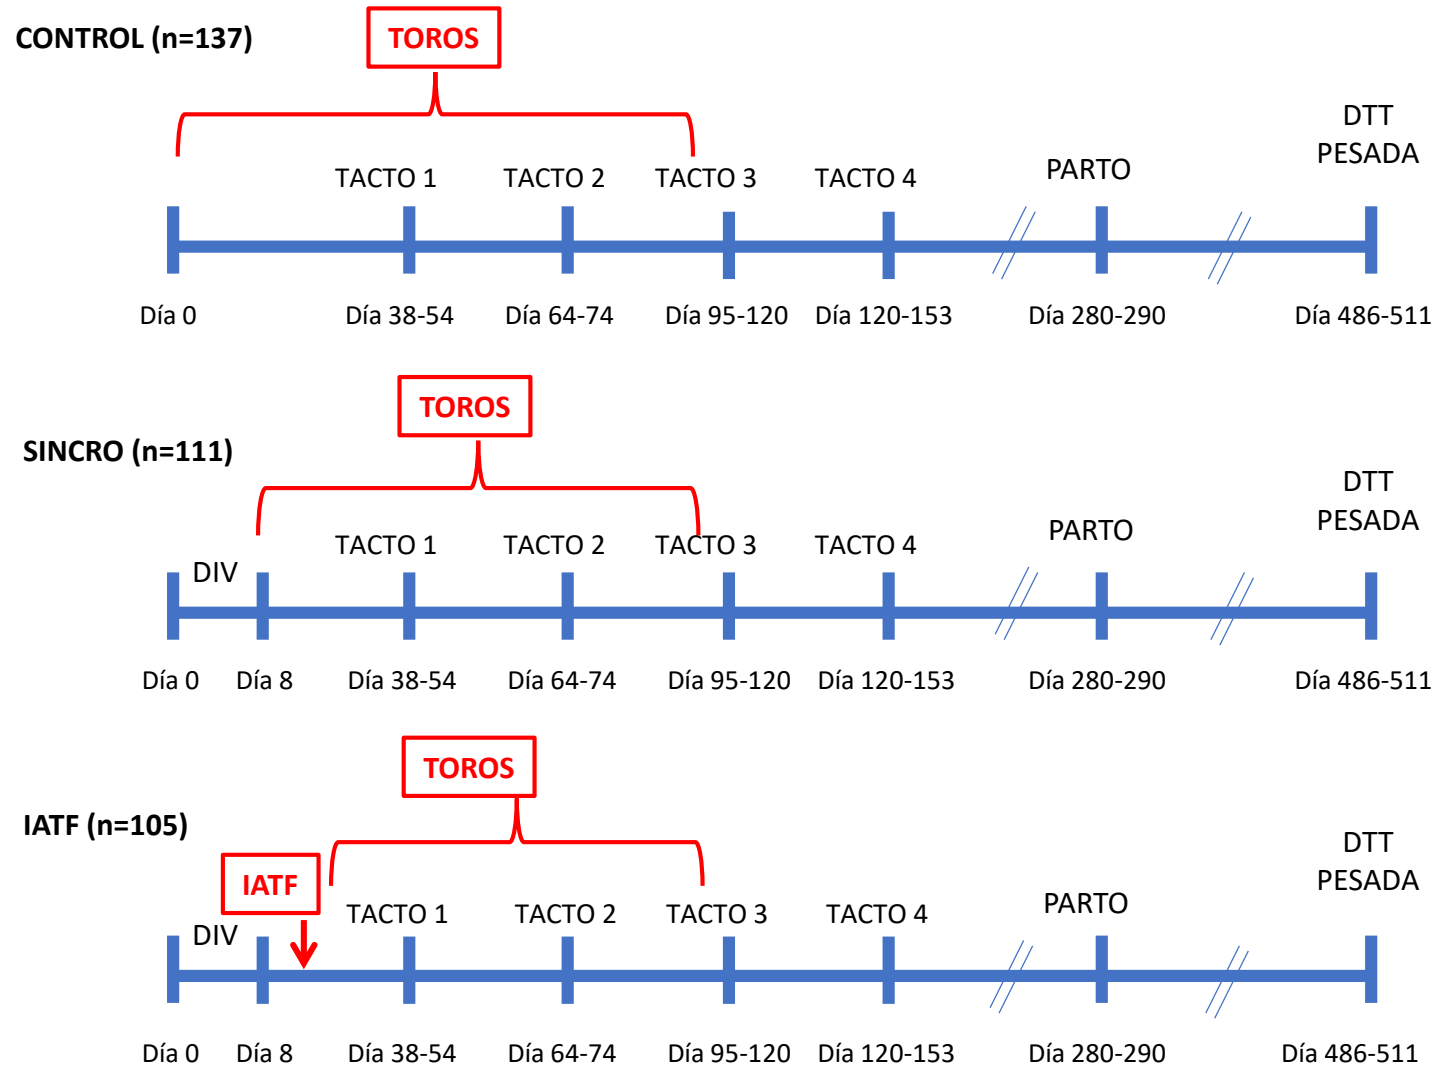 CONTROL (n=137)
TOROS
DTT
PESADA
TACTO 1
TACTO 2
TACTO 3
TACTO 4
PARTO
Día 0
Día 38-54
Día 64-74
Día 95-120
Día 120-153
Día 280-290
Día 486-511
TOROS
SINCRO (n=111)
DTT
PESADA
DIV
TACTO 1
TACTO 2
TACTO 3
TACTO 4
PARTO
Día 0
Día 8
Día 38-54
Día 64-74
Día 95-120
Día 120-153
Día 280-290
Día 486-511
TOROS
IATF (n=105)
IATF
DTT
PESADA
DIV
TACTO 1
TACTO 2
TACTO 3
TACTO 4
PARTO
Día 0
Día 8
Día 38-54
Día 64-74
Día 95-120
Día 120-153
Día 280-290
Día 486-511